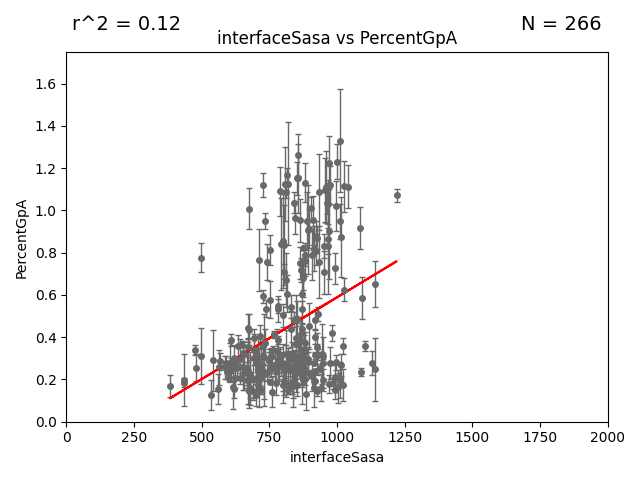 r^2 = 0.12
N = 266
interfaceSasa vs PercentGpA
PercentGpA
1.6
1.4
1.2
1.0
0.8
0.6
0.4
0.2
0.0
0 250 500 750 1000 1250 1500 1750 2000
interfaceSasa